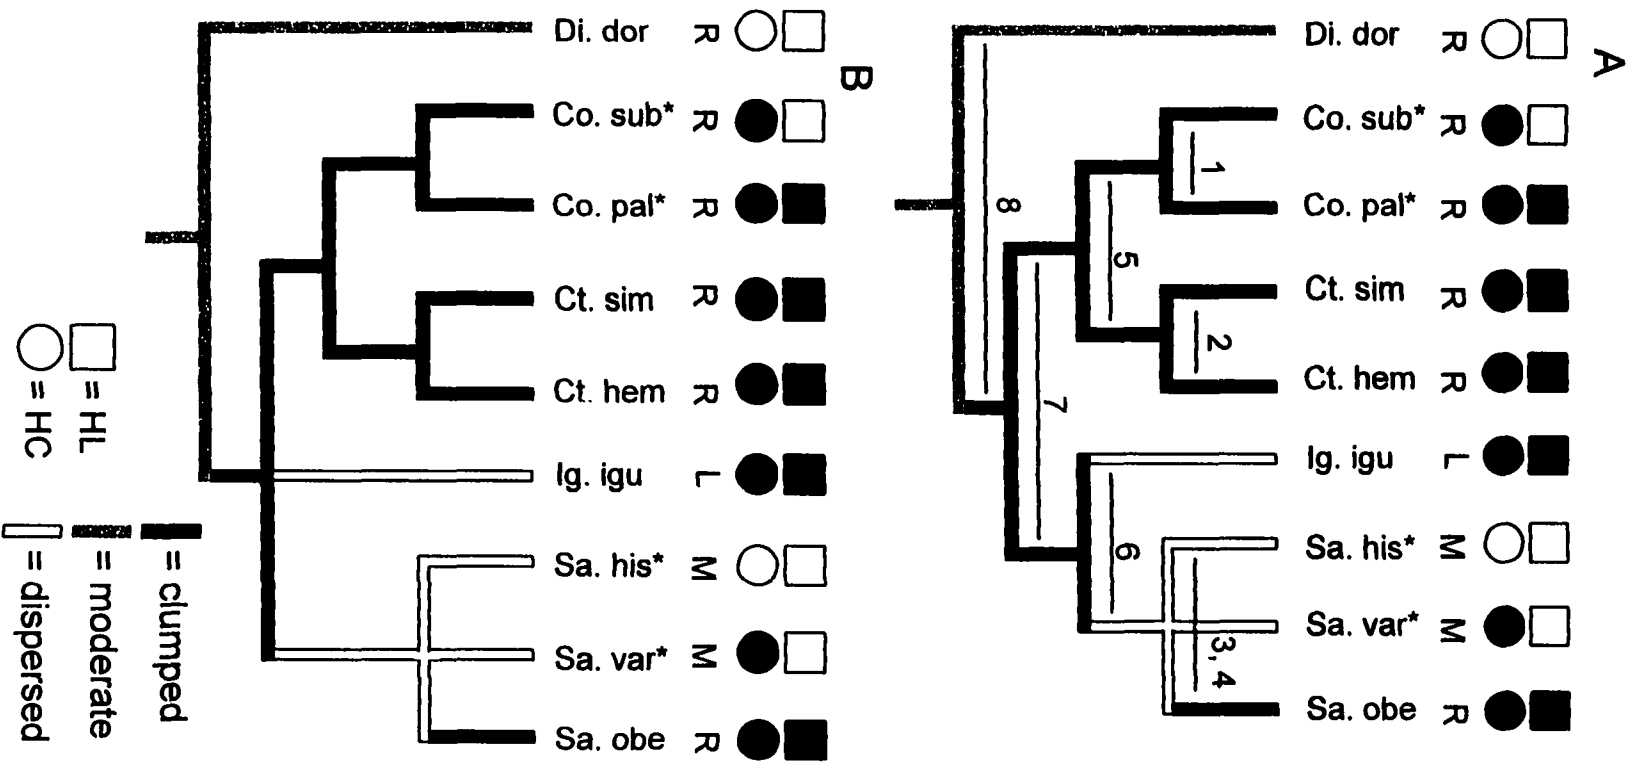 A
Di. dor R
Co. sub* R
Co. pal* R
Ct. sim R
Ct. hem R
Ig. igu L
Sa. his* M
Sa. var* M
Sa. obe R
1
2
3, 4
5
6
7
8
B
Di. dor R
Co. sub* R
Co. pal* R
Ct. sim R
Ct. hem R
Ig. igu L
Sa. his* M
Sa. var* M
Sa. obe R
= HL
= HC
= clumped
= moderate
= dispersed